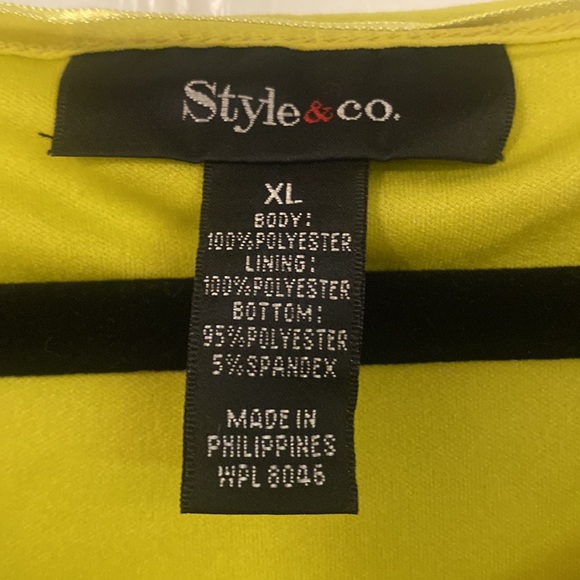 Style&co.
XL
BODY:
100%POLYESTER
LINING:
100%POLYESTER
BOTTOM:
95%POLYESTER
5%SPANDEX
MADE IN
PHILIPPINES
WPL 8046